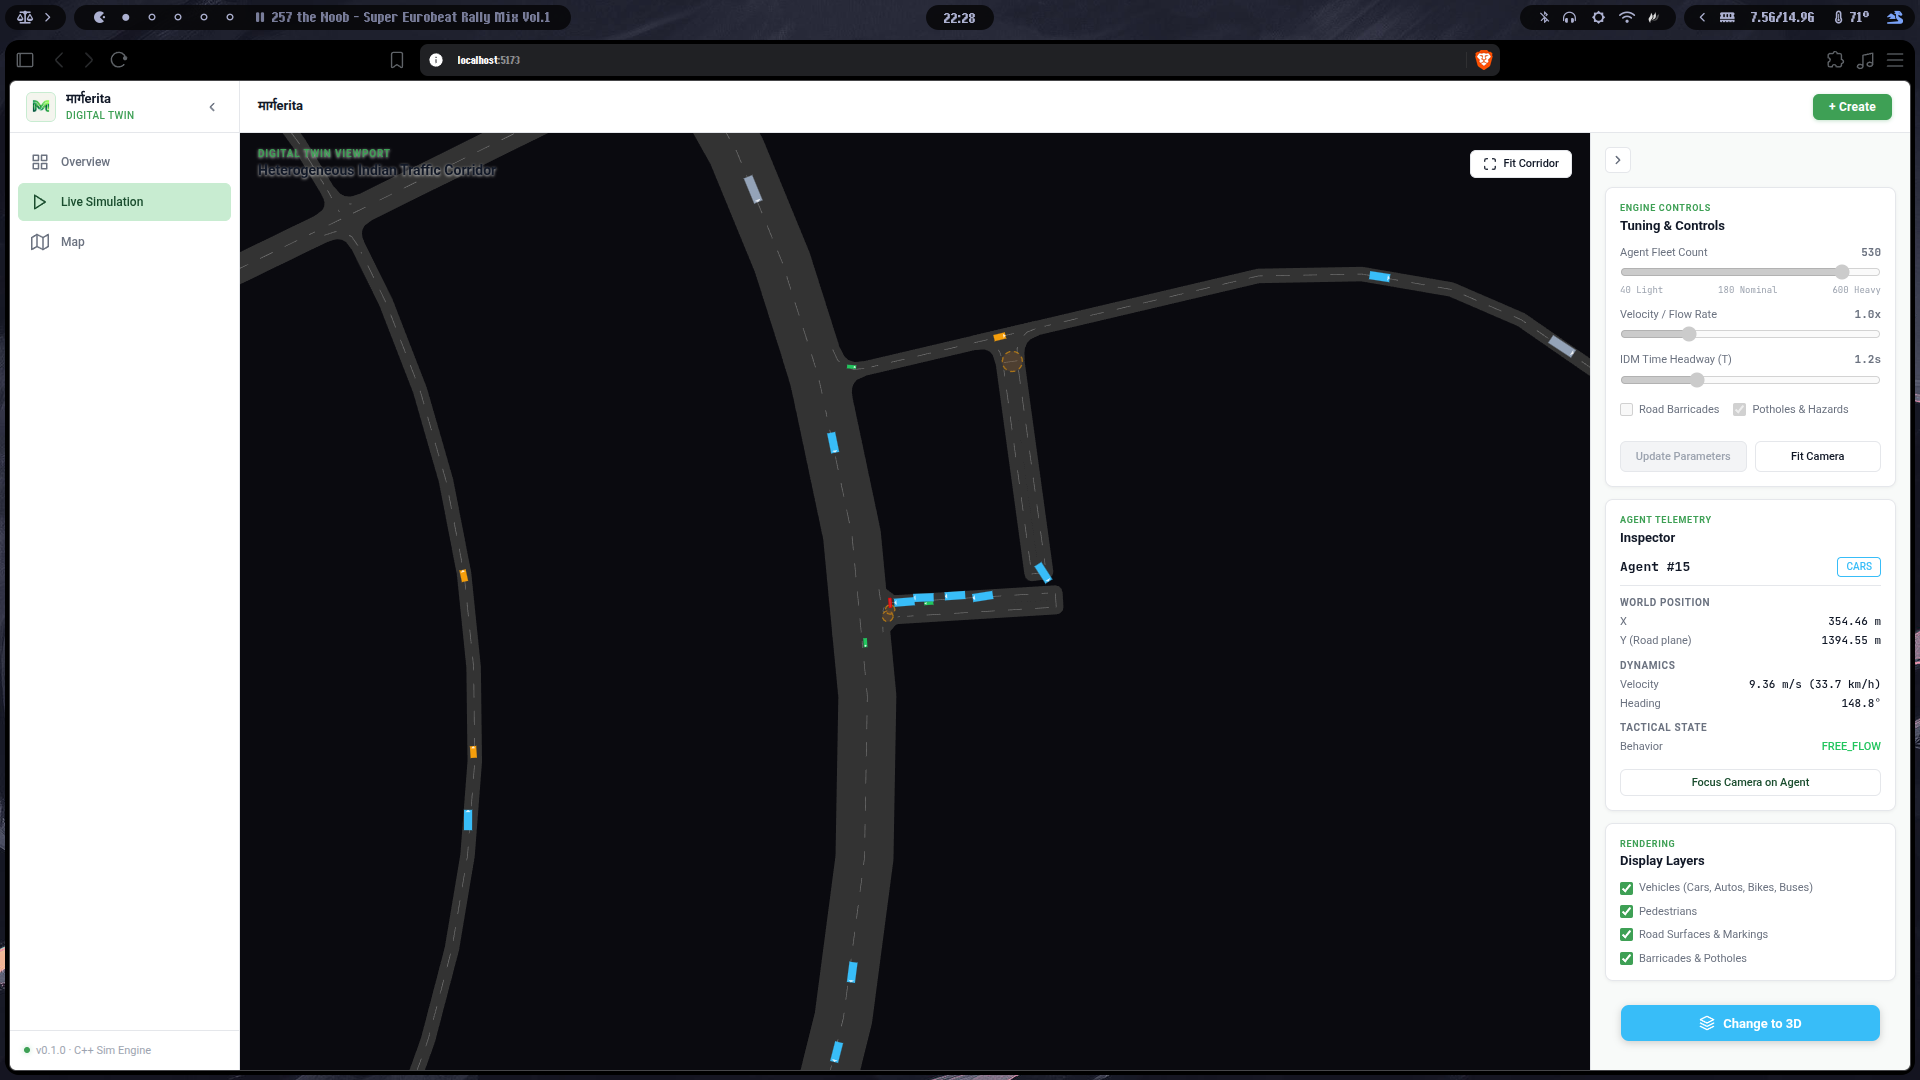 257 the Noob - Super Eurobeat Rally Mix Vol.1
22:28
7.5G/14.9G
71°
localhost:5173
मार्गerita
DIGITAL TWIN
Overview
Live Simulation
Map
v0.1.0 · C++ Sim Engine
मार्गerita
+ Create
DIGITAL TWIN VIEWPORT
Heterogeneous Indian Traffic Corridor
Fit Corridor
ENGINE CONTROLS
Tuning & Controls
Agent Fleet Count 530
40 Light 180 Nominal 600 Heavy
Velocity / Flow Rate 1.0x
IDM Time Headway (T) 1.2s
Road Barricades Potholes & Hazards
Update Parameters Fit Camera
AGENT TELEMETRY
Inspector
Agent #15 CARS
WORLD POSITION
X 354.46 m
Y (Road plane) 1394.55 m
DYNAMICS
Velocity 9.36 m/s (33.7 km/h)
Heading 148.8°
TACTICAL STATE
Behavior FREE_FLOW
Focus Camera on Agent
RENDERING
Display Layers
Vehicles (Cars, Autos, Bikes, Buses)
Pedestrians
Road Surfaces & Markings
Barricades & Potholes
Change to 3D